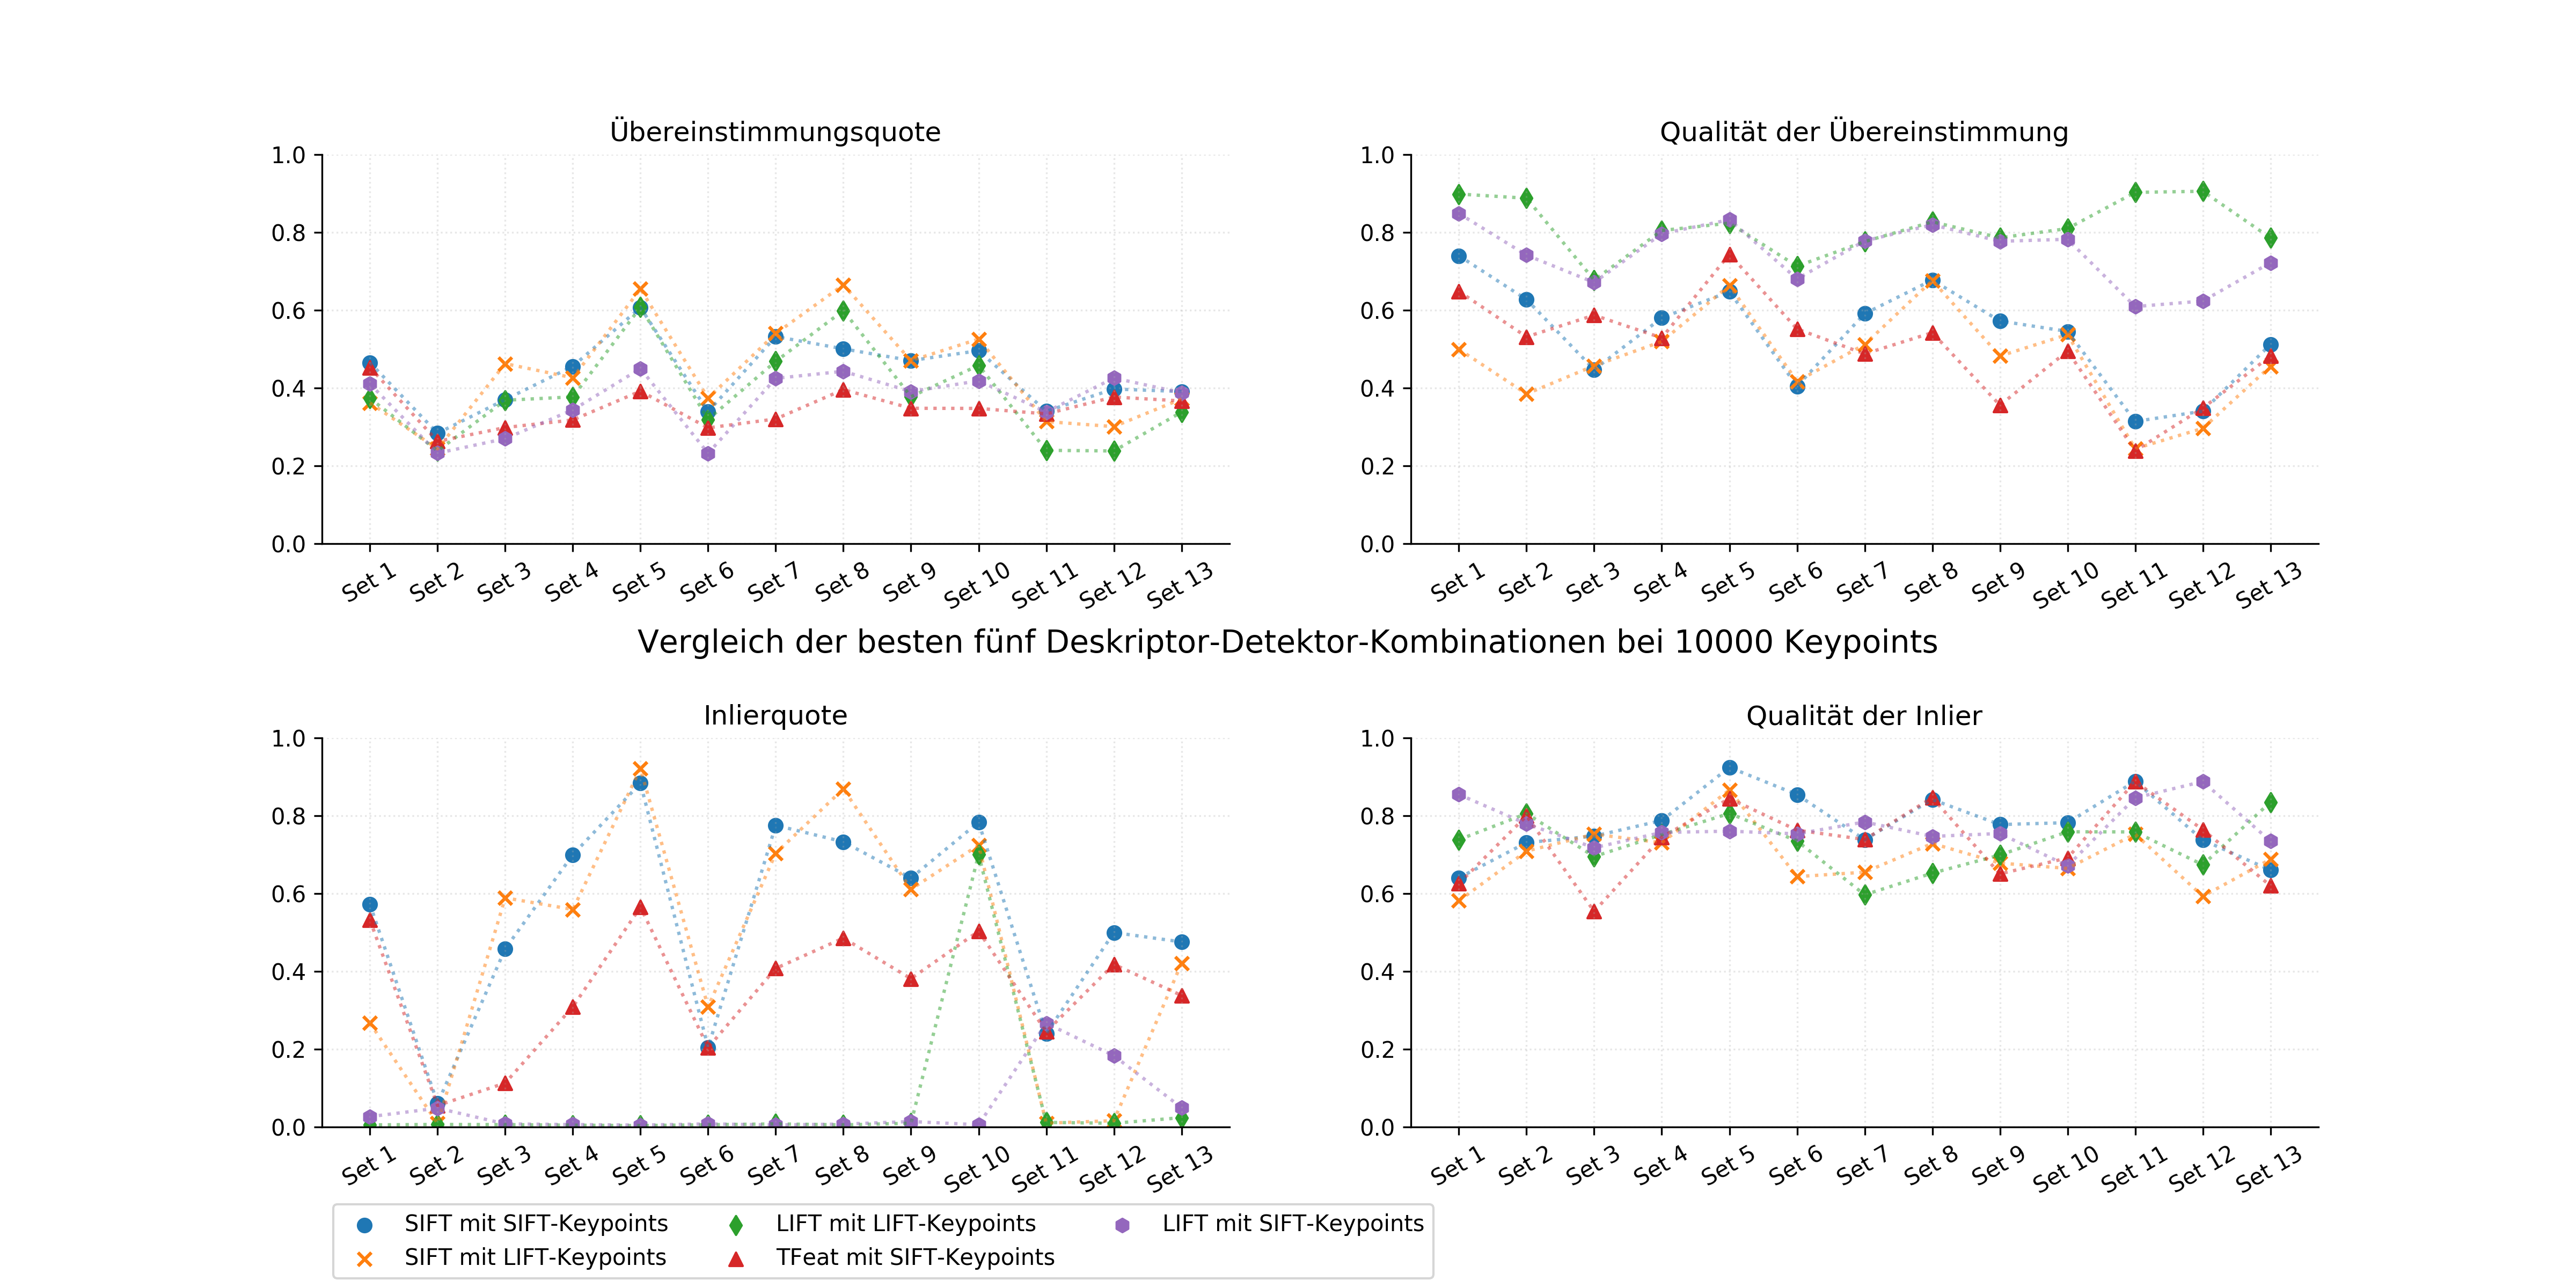 Übereinstimmungsquote
1.0
0.8
0.6
0.4
0.2
0.0
Set 1 Set 2 Set 3 Set 4 Set 5 Set 6 Set 7 Set 8 Set 9 Set 10 Set 11 Set 12 Set 13
Qualität der Übereinstimmung
1.0
0.8
0.6
0.4
0.2
0.0
Set 1 Set 2 Set 3 Set 4 Set 5 Set 6 Set 7 Set 8 Set 9 Set 10 Set 11 Set 12 Set 13
Vergleich der besten fünf Deskriptor-Detektor-Kombinationen bei 10000 Keypoints
Inlierquote
1.0
0.8
0.6
0.4
0.2
0.0
Set 1 Set 2 Set 3 Set 4 Set 5 Set 6 Set 7 Set 8 Set 9 Set 10 Set 11 Set 12 Set 13
Qualität der Inlier
1.0
0.8
0.6
0.4
0.2
0.0
Set 1 Set 2 Set 3 Set 4 Set 5 Set 6 Set 7 Set 8 Set 9 Set 10 Set 11 Set 12 Set 13
SIFT mit SIFT-Keypoints
SIFT mit LIFT-Keypoints
LIFT mit LIFT-Keypoints
TFeat mit SIFT-Keypoints
LIFT mit SIFT-Keypoints